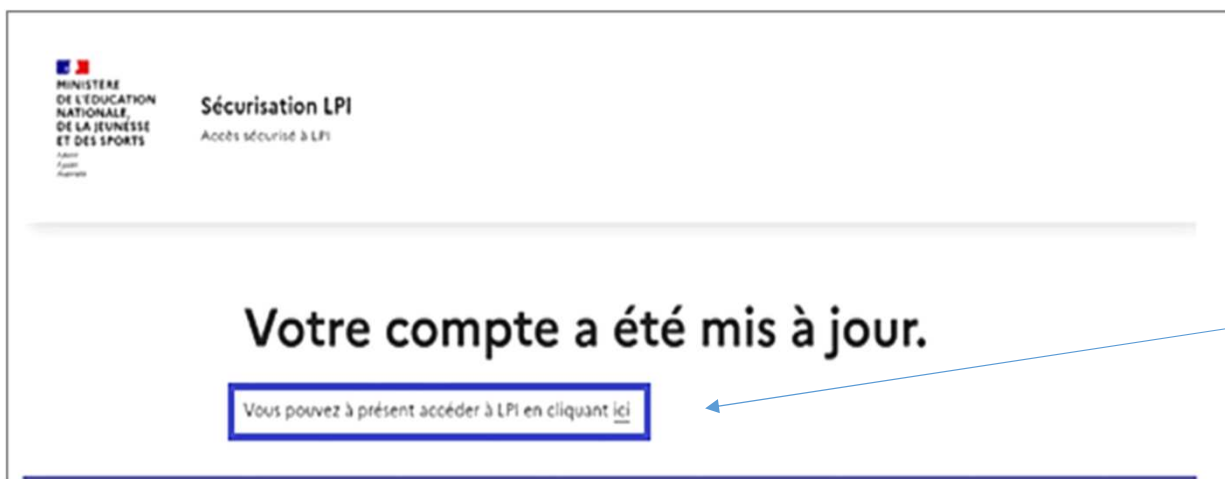 MINISTÈRE
DE L'ÉDUCATION
NATIONALE,
DE LA JEUNESSE
ET DES SPORTS
Sécurisation LPI
Accès sécurisé à LPI
Votre compte a été mis à jour.
Vous pouvez à présent accéder à LPI en cliquant ici